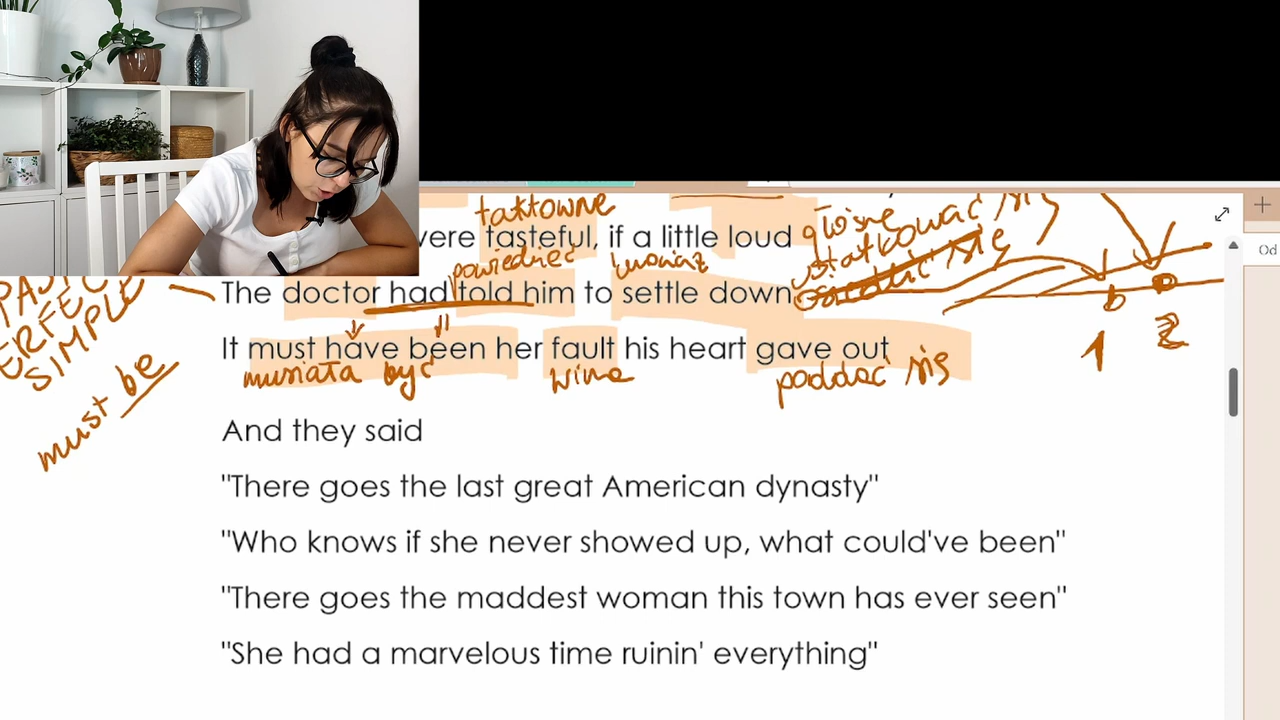 taktowne głośne
were tasteful, if a little loud
powiedzieć statkować się
The doctor had told him to settle down
PAST PERFECT SIMPLE
b 1 2
It must have been her fault his heart gave out
musiała być wina poddać się
must be
And they said
"There goes the last great American dynasty"
"Who knows if she never showed up, what could've been"
"There goes the maddest woman this town has ever seen"
"She had a marvelous time ruinin' everything"
Od